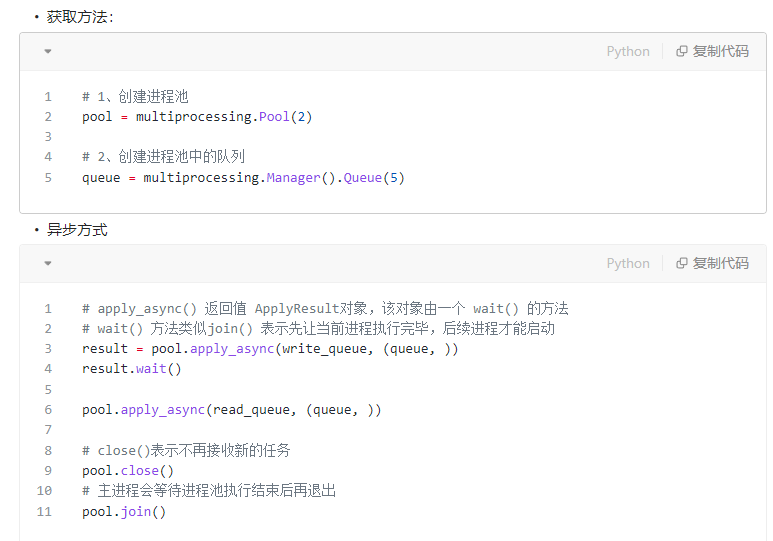 • 获取方法：
Python 复制代码
1 # 1、创建进程池
2 pool = multiprocessing.Pool(2)
3
4 # 2、创建进程池中的队列
5 queue = multiprocessing.Manager().Queue(5)
• 异步方式
Python 复制代码
1 # apply_async() 返回值 ApplyResult对象，该对象由一个 wait() 的方法
2 # wait() 方法类似join() 表示先让当前进程执行完毕，后续进程才能启动
3 result = pool.apply_async(write_queue, (queue, ))
4 result.wait()
5
6 pool.apply_async(read_queue, (queue, ))
7
8 # close()表示不再接收新的任务
9 pool.close()
10 # 主进程会等待进程池执行结束后再退出
11 pool.join()